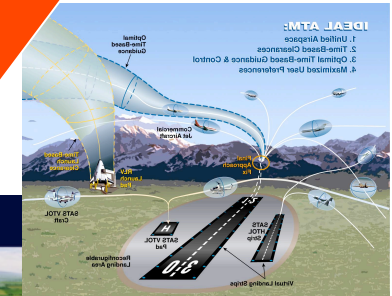 IDEAL ATM:
1. Unified Airspace
2. Time-Based Clearances
3. Optimal Time-Based Guidance & Control
4. Maximized User Preferences
Optimal
Time-Based
Guidance
Commercial
Jet Aircraft
Time-Based
Launch
Clearance
RLV
Launch
Pad
Final
Approach
Fix
SATS VTOL
Craft
H
SATS VTOL
Pad
SATS
HTOL
Strip
Reconfigurable
Landing Area
Virtual Landing Strips